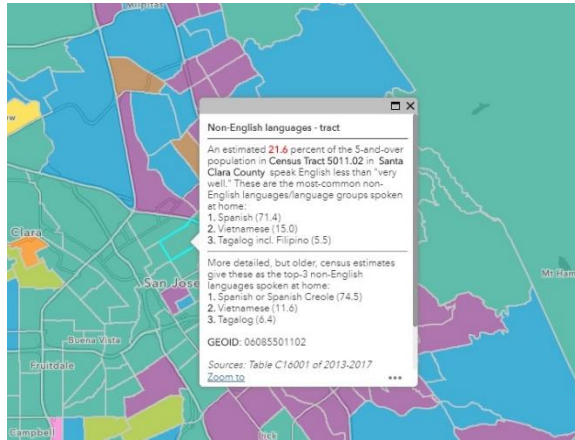 Milpitas
Non-English languages - tract
An estimated 21.6 percent of the 5-and-over
population in Census Tract 5011.02 in Santa
Clara County speak English less than "very
well." These are the most-common non-
English languages/language groups spoken
at home:
1. Spanish (71.4)
2. Vietnamese (15.0)
3. Tagalog incl. Filipino (5.5)
More detailed, but older, census estimates
give these as the top-3 non-English
languages spoken at home:
1. Spanish or Spanish Creole (74.5)
2. Vietnamese (11.6)
3. Tagalog (6.4)
GEOID: 06085501102
Sources: Table C16001 of 2013-2017
Zoom to
Clara
San Jose
Mt Ham
Buena Vista
Fruitdale
Campbell